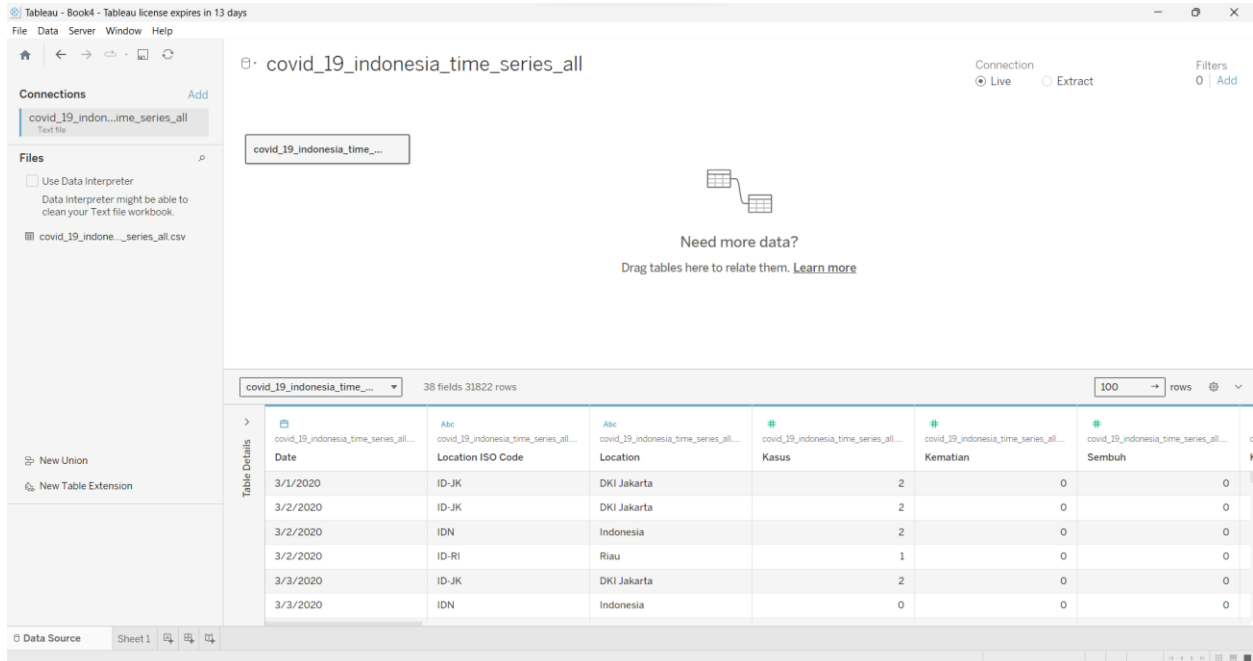 Tableau - Book4 - Tableau license expires in 13 days
File Data Server Window Help
Connections Add
covid_19_indon...ime_series_all
Text file
Files
Use Data Interpreter
Data Interpreter might be able to
clean your Text file workbook.
covid_19_indone..._series_all.csv
New Union
New Table Extension
covid_19_indonesia_time_series_all
Connection
Live Extract
Filters
0 Add
covid_19_indonesia_time_...
Need more data?
Drag tables here to relate them. Learn more
covid_19_indonesia_time_... 38 fields 31822 rows 100 rows
Table Details
Abc Abc # # #
covid_19_indonesia_time_series_all.... covid_19_indonesia_time_series_all.... covid_19_indonesia_time_series_all.... covid_19_indonesia_time_series_all.... covid_19_indonesia_time_series_all.... covid_19_indonesia_time_series_all....
Date Location ISO Code Location Kasus Kematian Sembuh
3/1/2020 ID-JK DKI Jakarta 2 0 0
3/2/2020 ID-JK DKI Jakarta 2 0 0
3/2/2020 IDN Indonesia 2 0 0
3/2/2020 ID-RI Riau 1 0 0
3/3/2020 ID-JK DKI Jakarta 2 0 0
3/3/2020 IDN Indonesia 0 0 0
Data Source Sheet 1